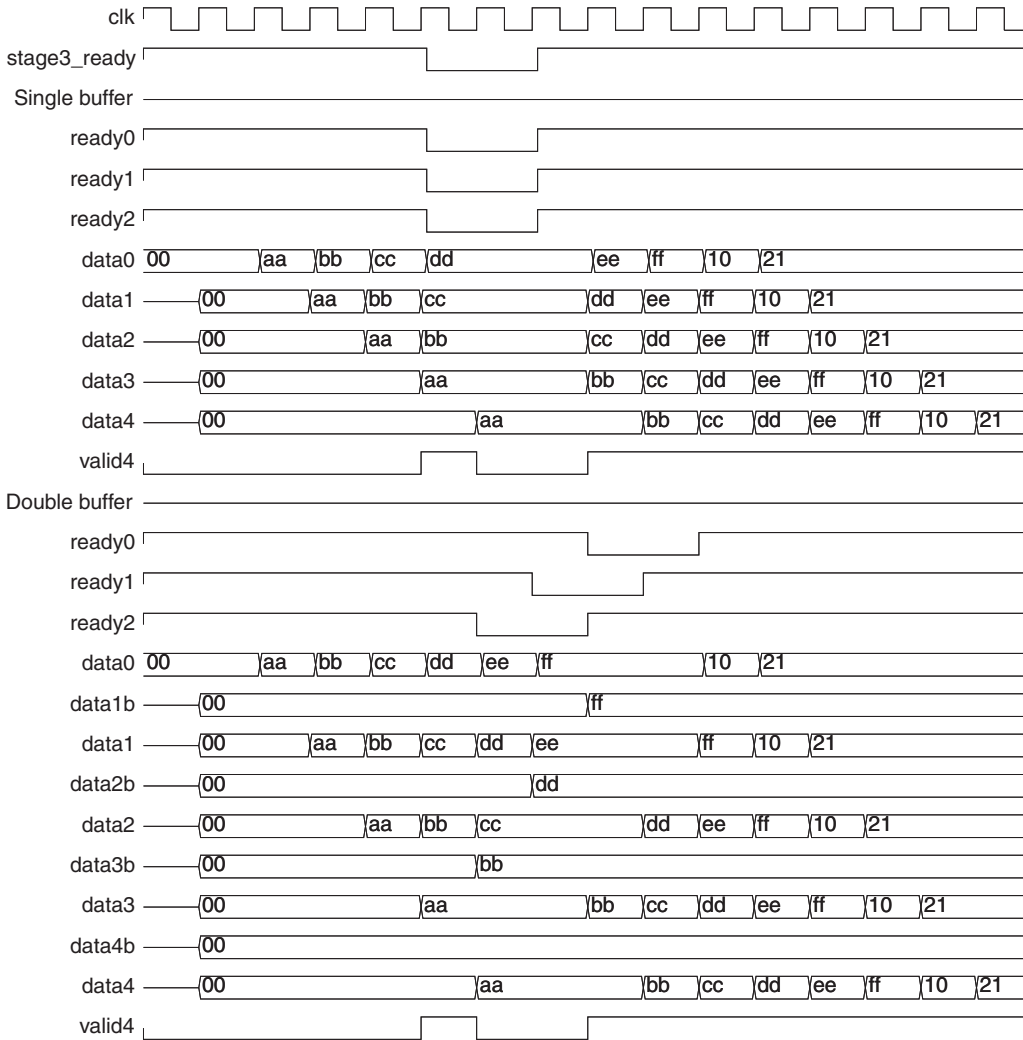 clk
stage3_ready
Single buffer
ready0
ready1
ready2
data0 00 aa bb cc dd ee ff 10 21
data1 00 aa bb cc dd ee ff 10 21
data2 00 aa bb cc dd ee ff 10 21
data3 00 aa bb cc dd ee ff 10 21
data4 00 aa bb cc dd ee ff 10 21
valid4
Double buffer
ready0
ready1
ready2
data0 00 aa bb cc dd ee ff 10 21
data1b 00 ff
data1 00 aa bb cc dd ee ff 10 21
data2b 00 dd
data2 00 aa bb cc dd ee ff 10 21
data3b 00 bb
data3 00 aa bb cc dd ee ff 10 21
data4b 00
data4 00 aa bb cc dd ee ff 10 21
valid4